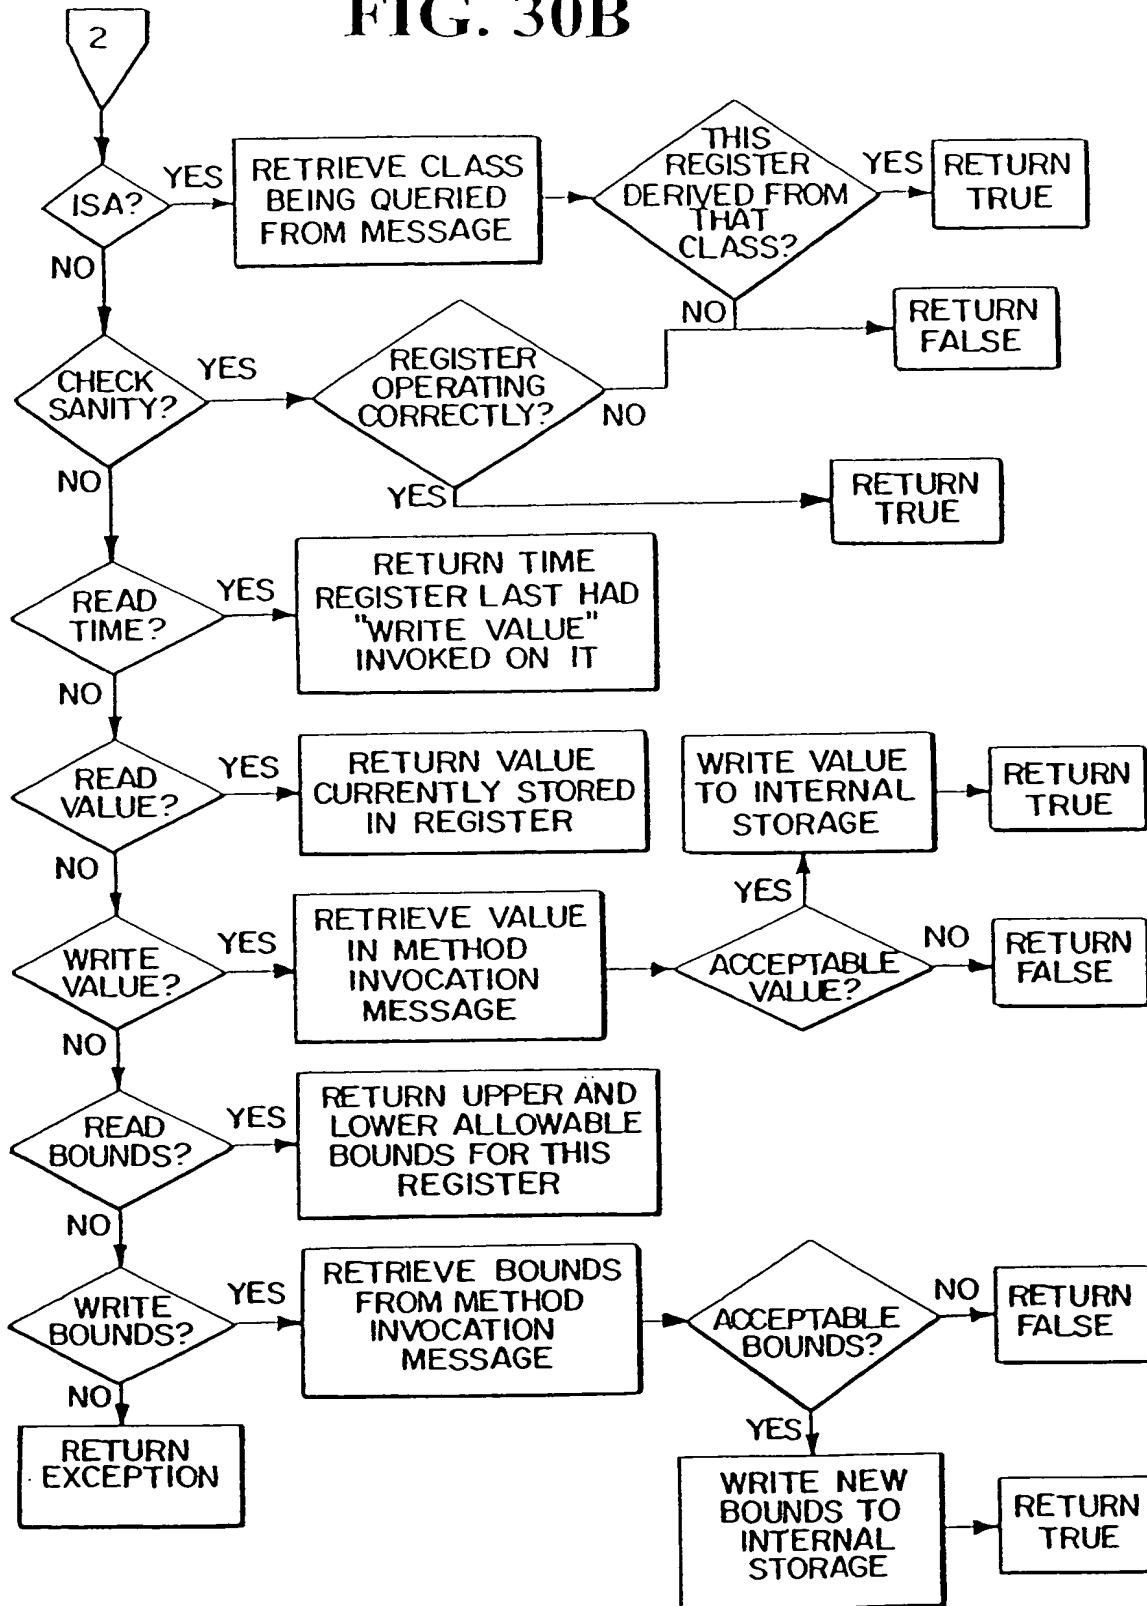 FIG. 30B
2
ISA?
YES
RETRIEVE CLASS
BEING QUERIED
FROM MESSAGE
THIS
REGISTER
DERIVED FROM
THAT
CLASS?
YES
RETURN
TRUE
NO
NO
RETURN
FALSE
CHECK
SANITY?
YES
REGISTER
OPERATING
CORRECTLY?
NO
NO
YES
RETURN
TRUE
READ
TIME?
YES
RETURN TIME
REGISTER LAST HAD
"WRITE VALUE"
INVOKED ON IT
NO
READ
VALUE?
YES
RETURN VALUE
CURRENTLY STORED
IN REGISTER
WRITE VALUE
TO INTERNAL
STORAGE
RETURN
TRUE
NO
YES
WRITE
VALUE?
YES
RETRIEVE VALUE
IN METHOD
INVOCATION
MESSAGE
ACCEPTABLE
VALUE?
NO
RETURN
FALSE
NO
READ
BOUNDS?
YES
RETURN UPPER AND
LOWER ALLOWABLE
BOUNDS FOR THIS
REGISTER
NO
WRITE
BOUNDS?
YES
RETRIEVE BOUNDS
FROM METHOD
INVOCATION
MESSAGE
ACCEPTABLE
BOUNDS?
NO
RETURN
FALSE
NO
YES
RETURN
EXCEPTION
WRITE NEW
BOUNDS TO
INTERNAL
STORAGE
RETURN
TRUE